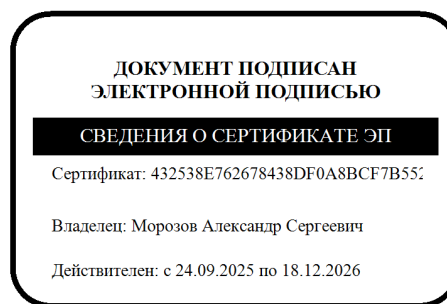 ДОКУМЕНТ ПОДПИСАН
ЭЛЕКТРОННОЙ ПОДПИСЬЮ
СВЕДЕНИЯ О СЕРТИФИКАТЕ ЭП
Сертификат: 432538E762678438DF0A8BCF7B552
Владелец: Морозов Александр Сергеевич
Действителен: с 24.09.2025 по 18.12.2026